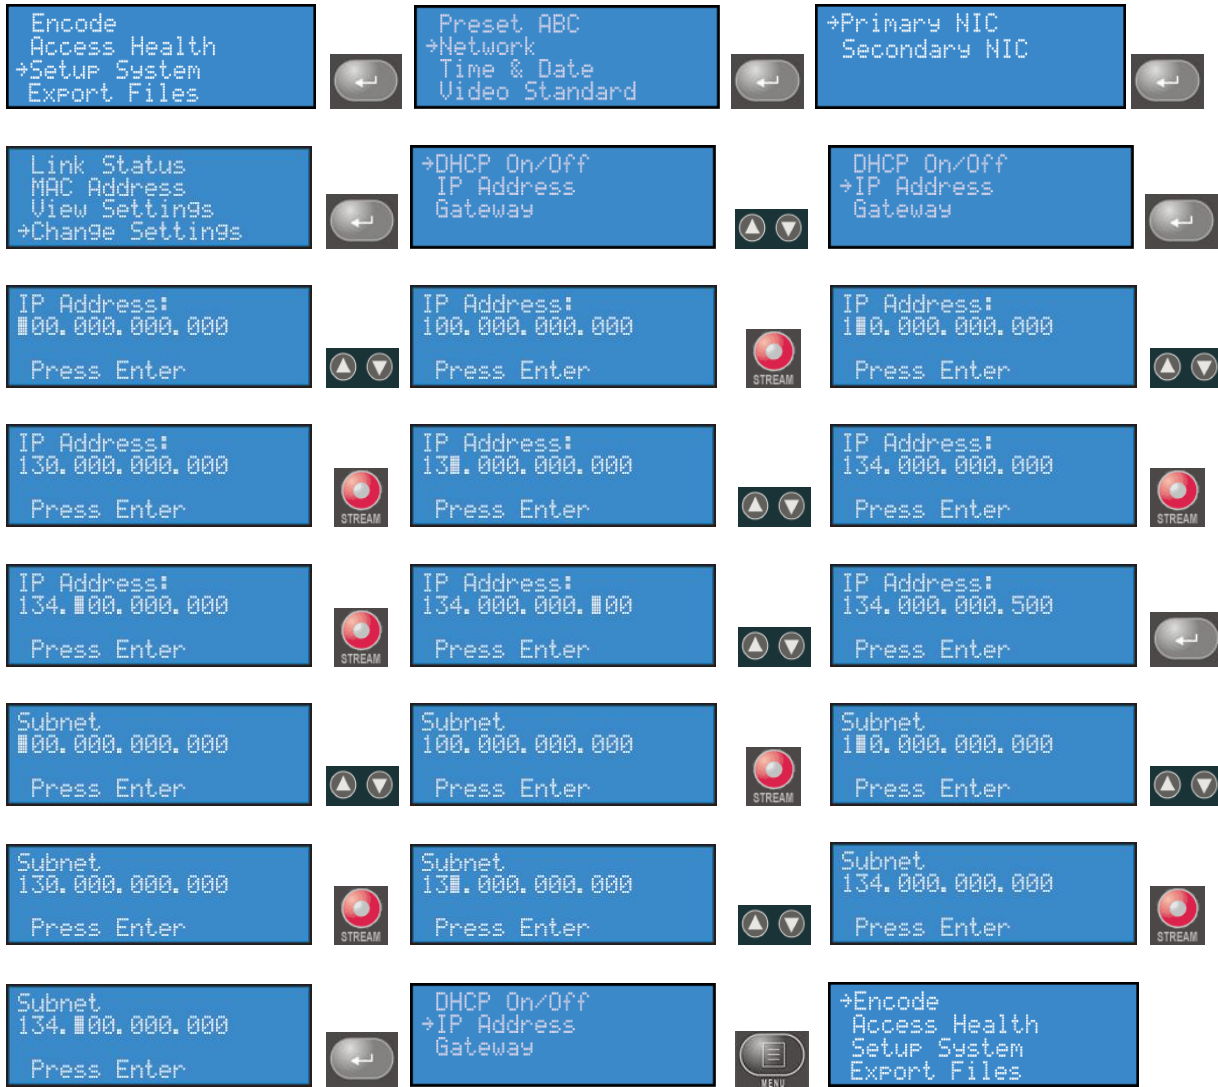 Encode
Access Health
→Setup System
Export Files
Preset ABC
→Network
Time & Date
Video Standard
→Primary NIC
Secondary NIC
Link Status
MAC Address
View Settings
→Change Settings
→DHCP On/Off
IP Address
Gateway
DHCP On/Off
→IP Address
Gateway
IP Address:
█00.000.000.000
Press Enter
IP Address:
100.000.000.000
Press Enter
STREAM
IP Address:
1█0.000.000.000
Press Enter
IP Address:
130.000.000.000
Press Enter
STREAM
IP Address:
13█.000.000.000
Press Enter
IP Address:
134.000.000.000
Press Enter
STREAM
IP Address:
134.█00.000.000
Press Enter
STREAM
IP Address:
134.000.000.█00
Press Enter
IP Address:
134.000.000.500
Press Enter
Subnet
█00.000.000.000
Press Enter
Subnet
100.000.000.000
Press Enter
STREAM
Subnet
1█0.000.000.000
Press Enter
Subnet
130.000.000.000
Press Enter
STREAM
Subnet
13█.000.000.000
Press Enter
Subnet
134.000.000.000
Press Enter
STREAM
Subnet
134.█00.000.000
Press Enter
DHCP On/Off
→IP Address
Gateway
MENU
→Encode
Access Health
Setup System
Export Files